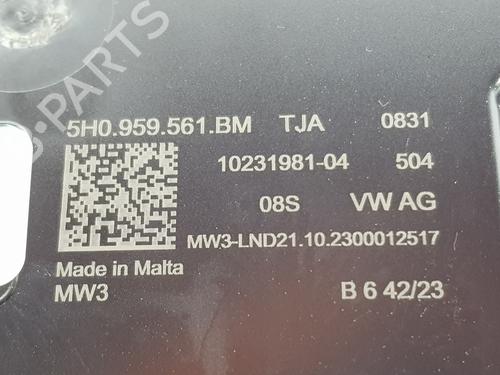 5H0.959.561.BM TJA 0831
10231981-04 504
08S VW AG
MW3-LND21.10.2300012517
Made in Malta
MW3 B 6 42/23
B-PARTS